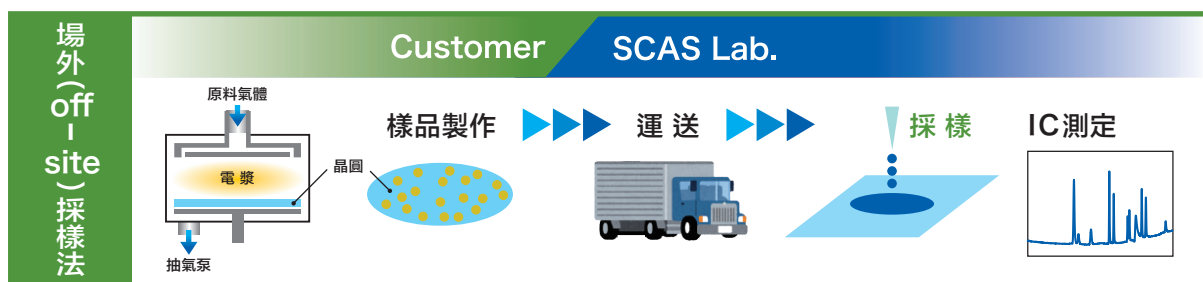 場外(off-site)採樣法
Customer
SCAS Lab.
原料氣體
電漿
晶圓
抽氣泵
樣品製作
運送
採樣
IC測定